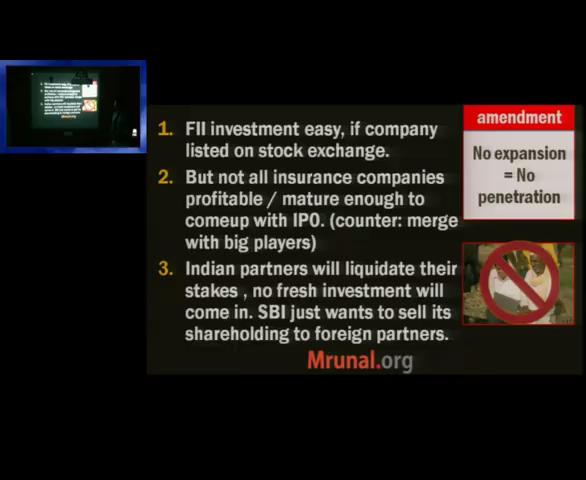 1. FII investment easy, if company
listed on stock exchange.
2. But not all insurance companies
profitable / mature enough to
comeup with IPO. (counter: merge
with big players)
3. Indian partners will liquidate their
stakes , no fresh investment will
come in. SBI just wants to sell its
shareholding to foreign partners.
Mrunal.org
amendment
No expansion
= No
penetration